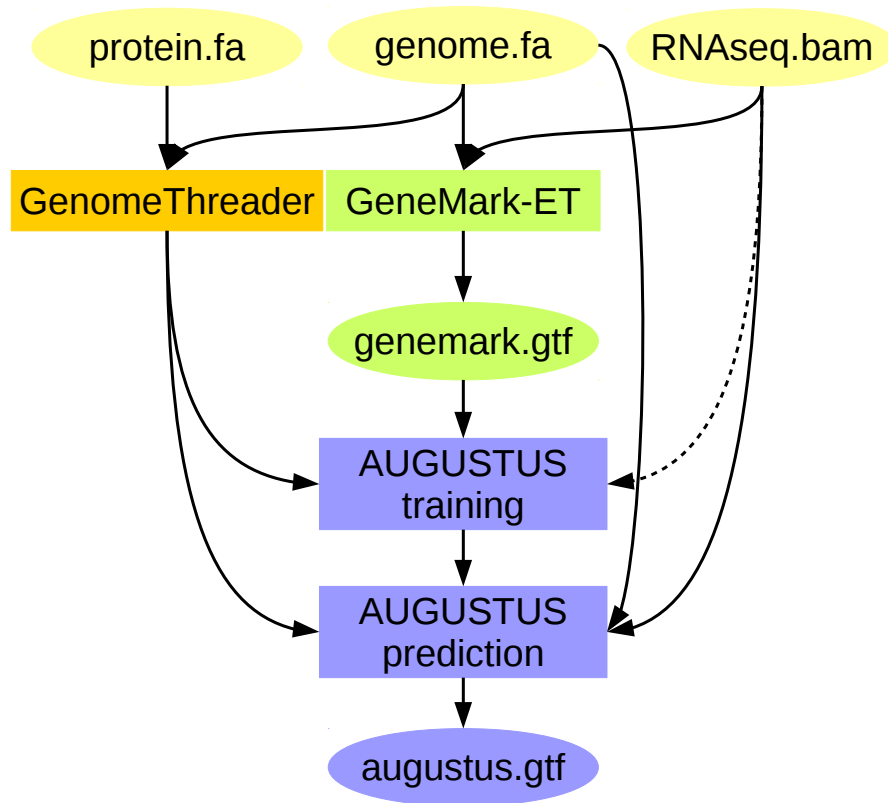 protein.fa
genome.fa
RNAseq.bam
GenomeThreader
GeneMark-ET
genemark.gtf
AUGUSTUS
training
AUGUSTUS
prediction
augustus.gtf